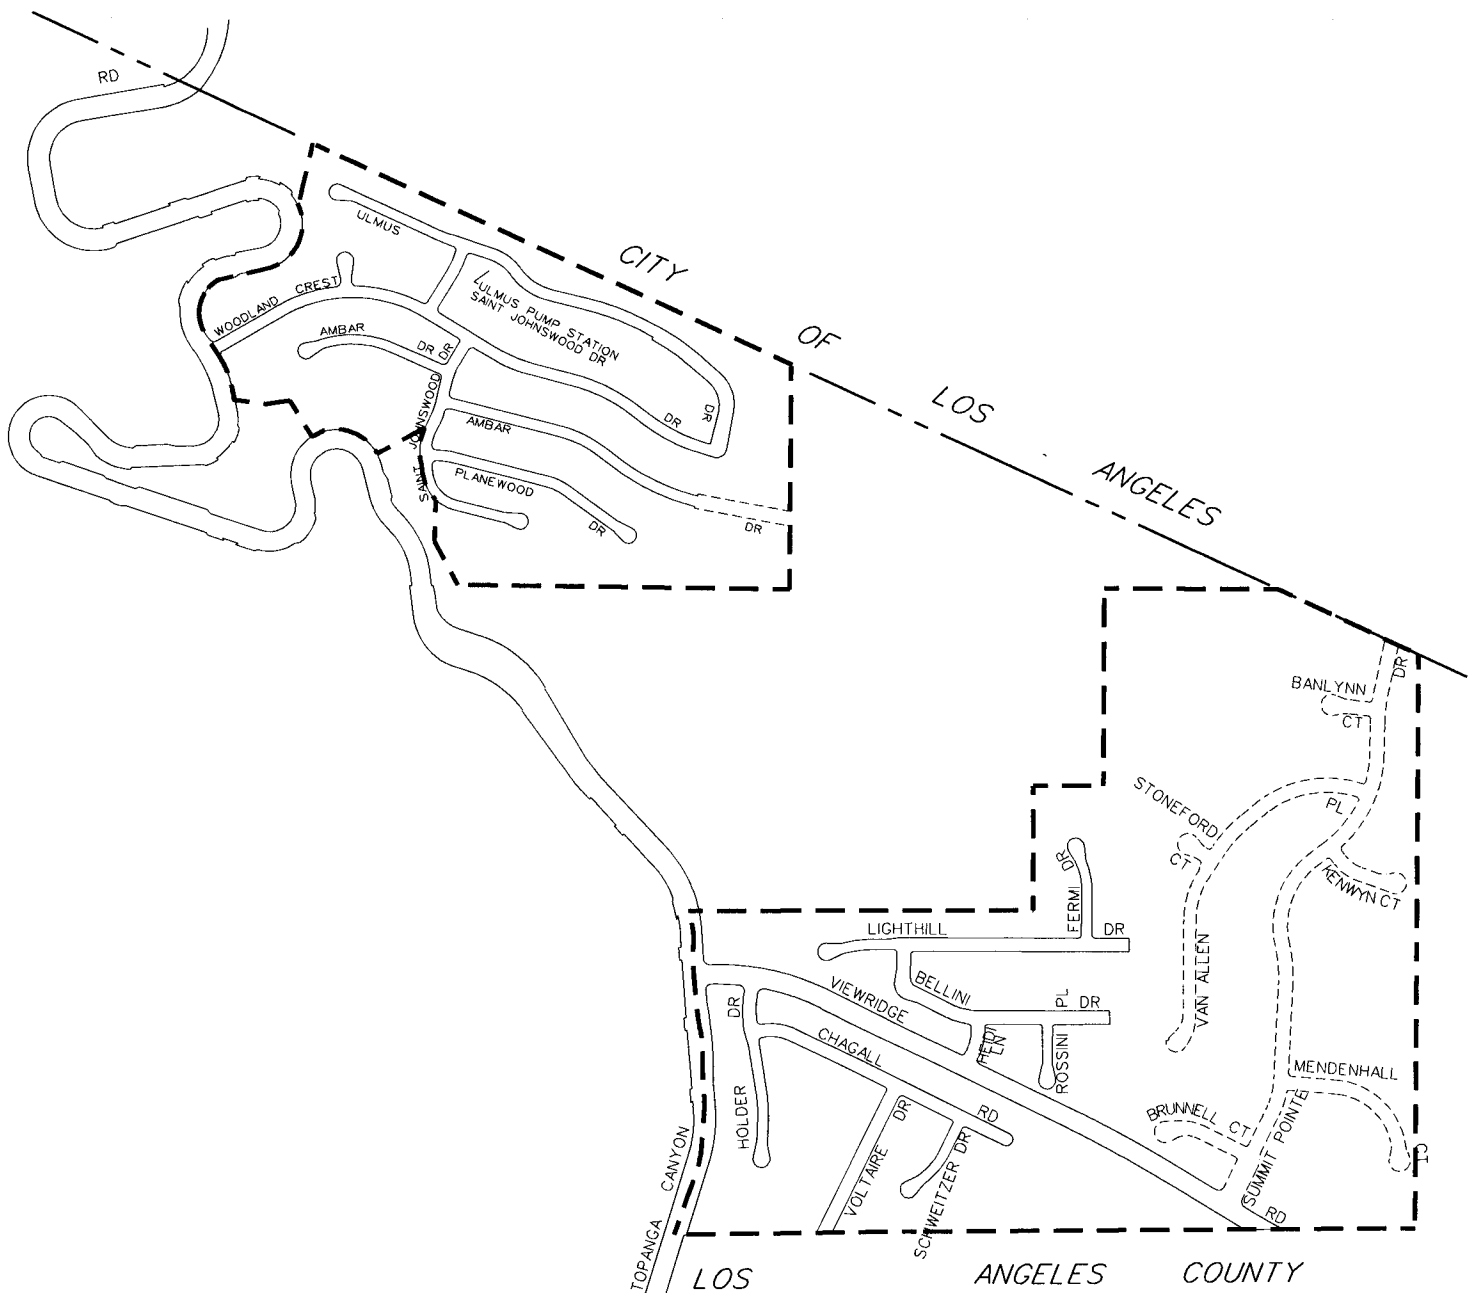 RD
ULMUS
CITY
WOODLAND CREST
ULMUS PUMP STATION
SAINT JOHNSWOOD DR
OF
AMBAR
DR
DR
LOS
SAINT JOHNSWOOD
AMBAR
DR
DR
PLANEWOOD
DR
DR
ANGELES
BANLYNN
CT
DR
STONEFORD
CT
PL
KENWYN CT
FERMI DR
LIGHTHILL DR
BELLINI DR
VIEWRIDGE
PL
ROSSINI
HEIDI
LN
VAN ALLEN
CHAGALL
RD
HOLDER
DR
MENDENHALL
CT
BRUNNELL CT
SUMMIT POINTE
VOLTAIRE
DR
SCHWEITZER DR
RD
TOPANGA CANYON
LOS ANGELES COUNTY